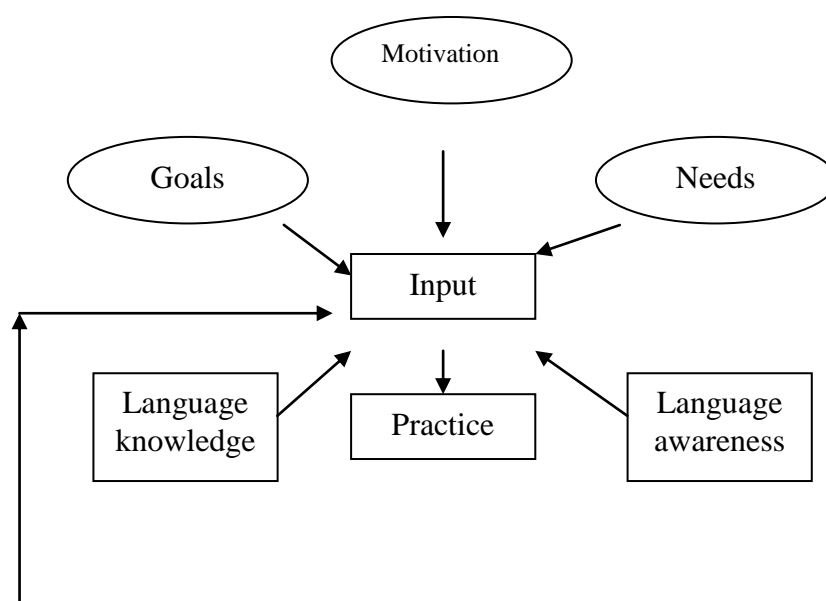 Motivation
Goals
Needs
Input
Language
knowledge
Practice
Language
awareness